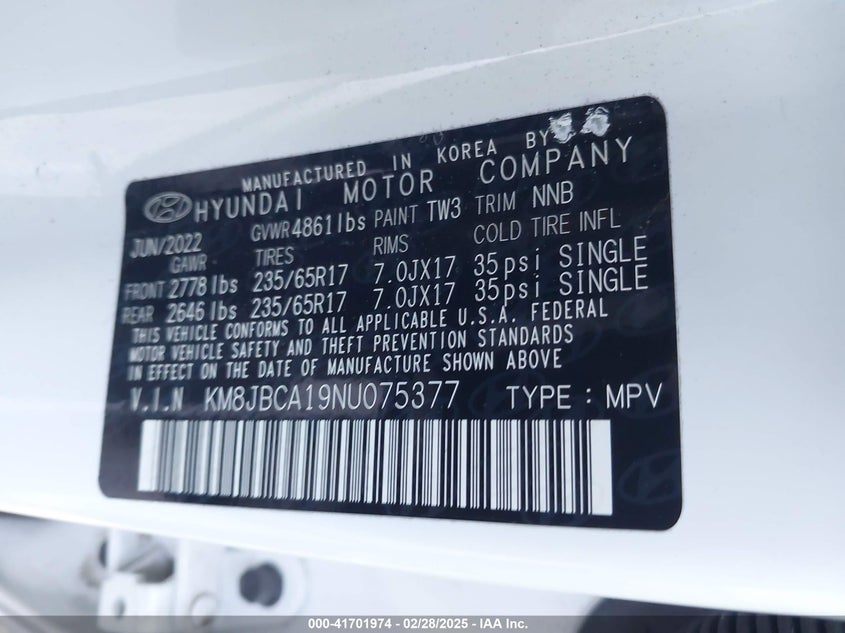 MANUFACTURED IN KOREA BY
HYUNDAI MOTOR COMPANY
JUN/2022 GVWR 4861lbs PAINT TW3 TRIM NNB
GAWR TIRES RIMS COLD TIRE INFL
FRONT 2778 lbs 235/65R17 7.0JX17 35psi SINGLE
REAR 2646 lbs 235/65R17 7.0JX17 35psi SINGLE
THIS VEHICLE CONFORMS TO ALL APPLICABLE U.S.A. FEDERAL
MOTOR VEHICLE SAFETY AND THEFT PREVENTION STANDARDS
IN EFFECT ON THE DATE OF MANUFACTURE SHOWN ABOVE
V.I.N KM8JBCA19NU075377 TYPE:MPV
000-41701974 - 02/28/2025 - IAA Inc.